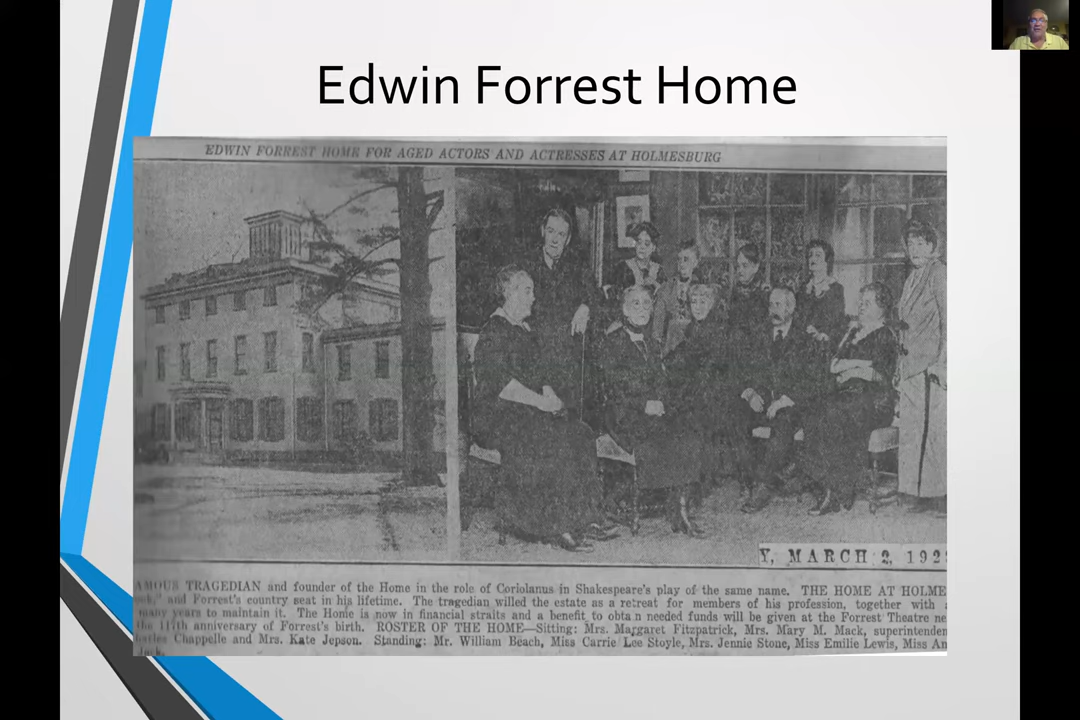 Edwin Forrest Home
EDWIN FORREST HOME FOR AGED ACTORS AND ACTRESSES AT HOLMESBURG
Y, MARCH 2, 192
AMOUS TRAGEDIAN and founder of the Home in the role of Coriolanus in Shakespeare's play of the same name. THE HOME AT HOLME
and Forrest's country seat in his lifetime. The tragedian willed the estate as a retreat for members of his profession, together with
many years to maintain it. The Home is now in financial straits and a benefit to obtain needed funds will be given at the Forrest Theatre ne
the 117th anniversary of Forrest's birth. ROSTER OF THE HOME—Sitting: Mrs. Margaret Fitzpatrick, Mrs. Mary M. Mack, superintenden
Chappelle and Mrs. Kate Jepson. Standing: Mr. William Beach, Miss Carrie Lee Stoyle, Mrs. Jennie Stone, Miss Emilie Lewis, Miss An